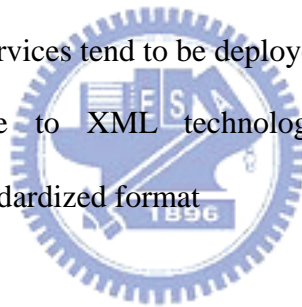 rvices tend to be deploy
e to XML technolog
dardized format
E S
1896